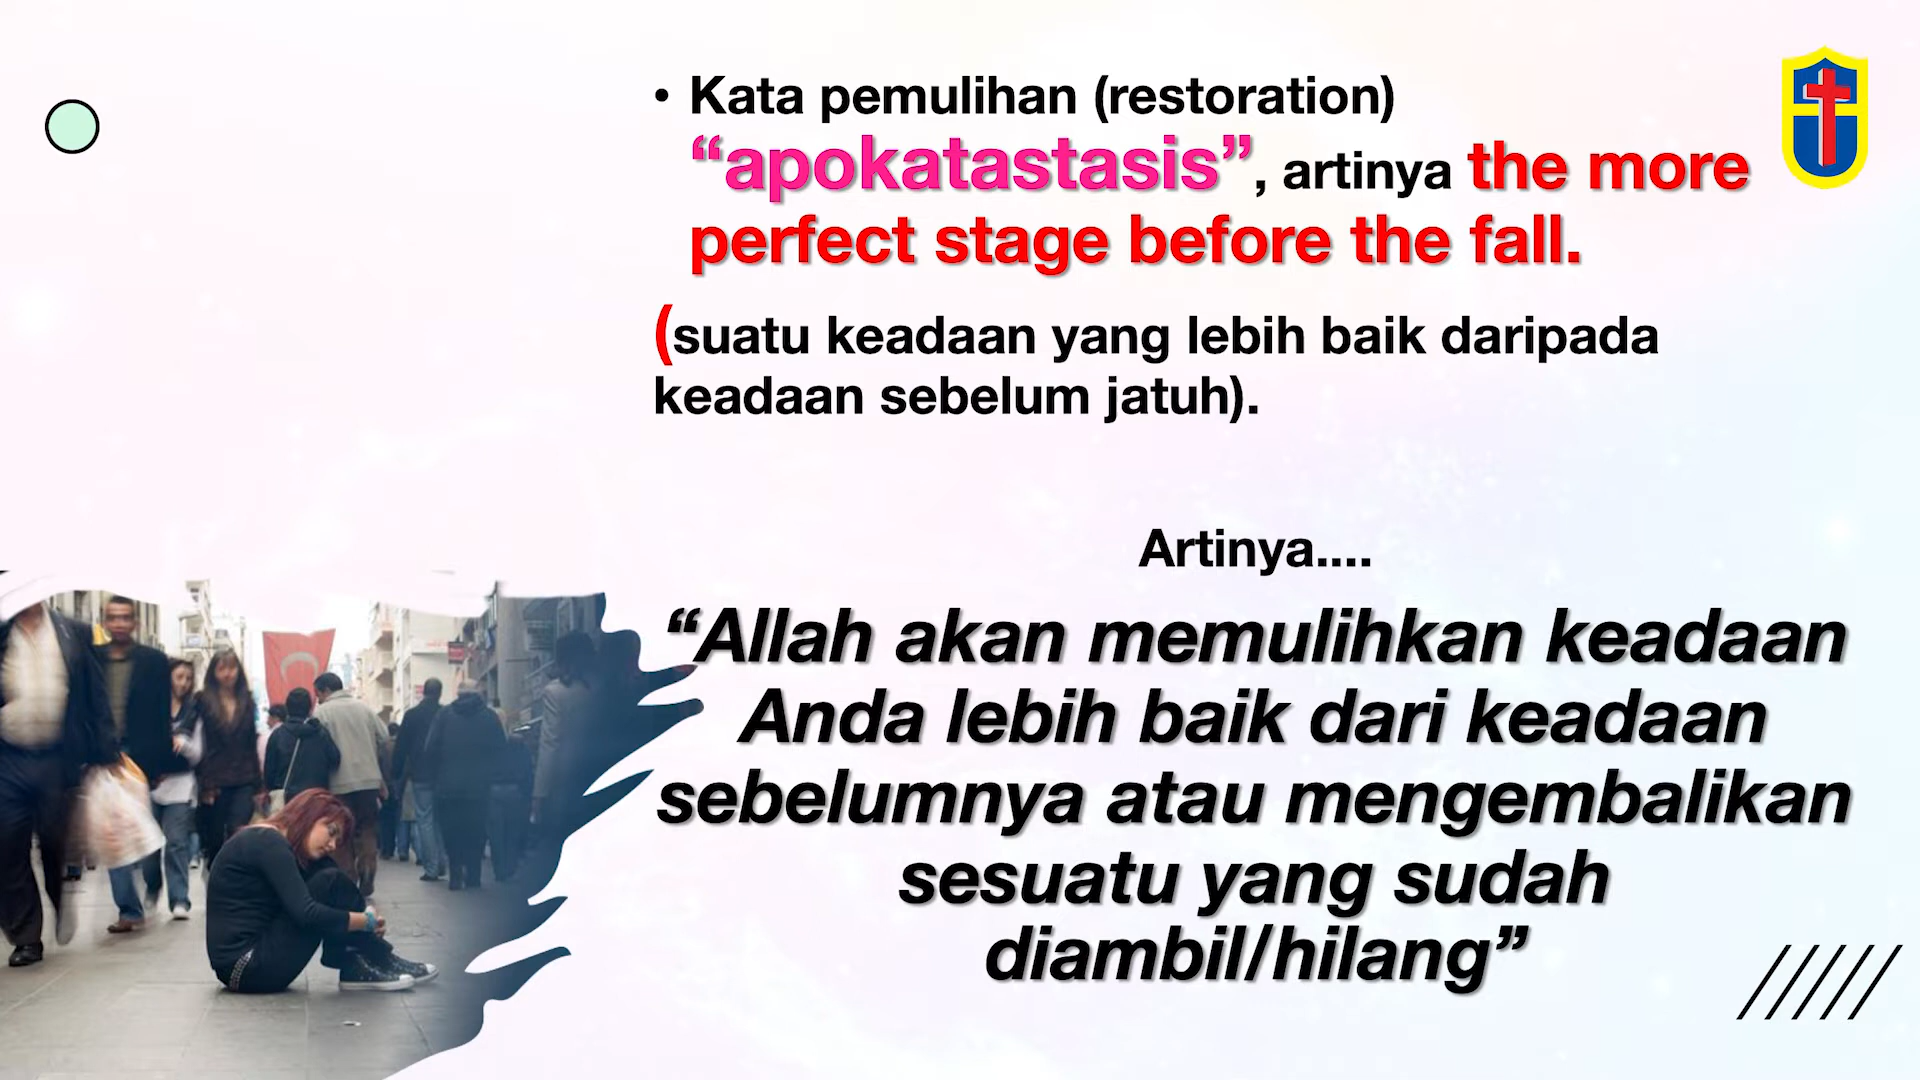 • Kata pemulihan (restoration)
“apokatastasis”, artinya the more
perfect stage before the fall.
(suatu keadaan yang lebih baik daripada
keadaan sebelum jatuh).
Artinya....
“Allah akan memulihkan keadaan
Anda lebih baik dari keadaan
sebelumnya atau mengembalikan
sesuatu yang sudah
diambil/hilang”